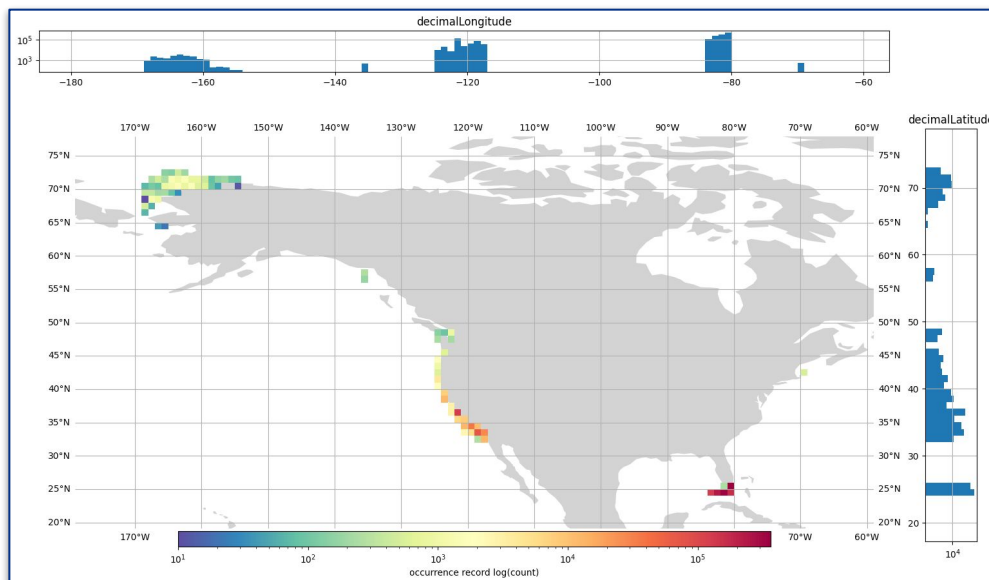 decimalLongitude
10⁵
10³
−180 −160 −140 −120 −100 −80 −60
170°W 160°W 150°W 140°W 130°W 120°W 110°W 100°W 90°W 80°W 70°W 60°W
decimalLatitude
75°N 75°N
70°N 70°N 70
65°N 65°N
60°N 60°N 60
55°N 55°N
50°N 50°N 50
45°N 45°N
40°N 40°N 40
35°N 35°N
30°N 30°N 30
25°N 25°N
20°N 20°N 20
170°W 160°W 80°W 70°W 60°W
10⁴
10¹ 10² 10³ 10⁴ 10⁵
occurrence record log(count)